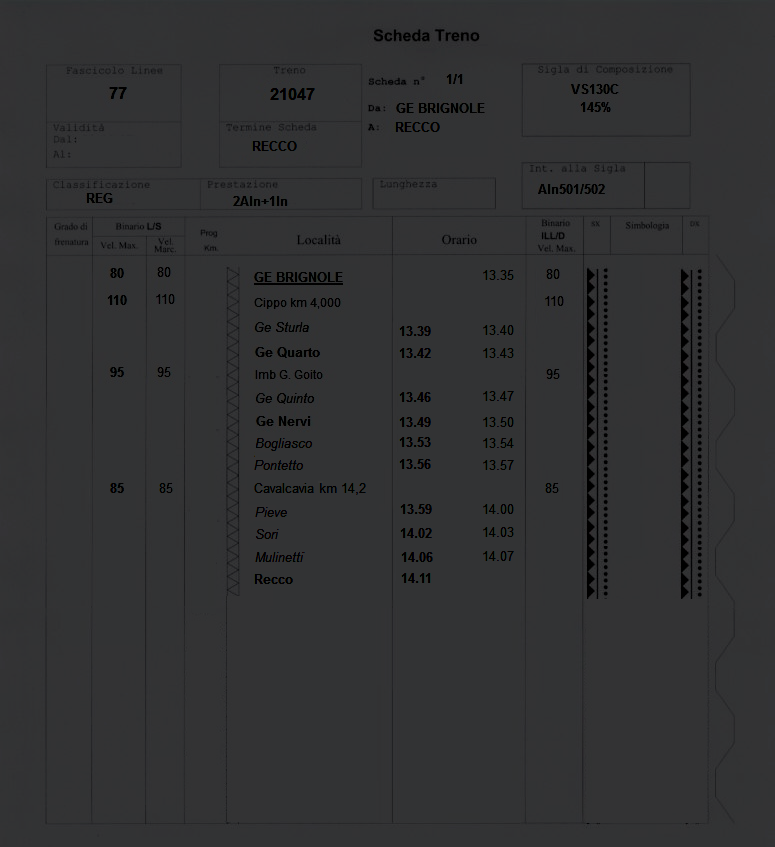 Scheda Treno
Fascicolo Linee
77
Validità
Dal:
Al:
Treno
21047
Termine Scheda
RECCO
Scheda n° 1/1
Da: GE BRIGNOLE
A: RECCO
Sigla di Composizione
VS130C
145%
Classificazione
REG
Prestazione
2Aln+1ln
Lunghezza
Int. alla Sigla
Aln501/502
Grado di frenatura
Binario L/S
Vel. Max.
Vel. Marc.
Prog Km.
Località
Orario
Binario ILL/D Vel. Max.
SX
Simbologia
DX
80 80 GE BRIGNOLE 13.35 80
110 110 Cippo km 4,000 110
Ge Sturla 13.39 13.40
Ge Quarto 13.42 13.43
95 95 Imb G. Goito 95
Ge Quinto 13.46 13.47
Ge Nervi 13.49 13.50
Bogliasco 13.53 13.54
Pontetto 13.56 13.57
85 85 Cavalcavia km 14,2 85
Pieve 13.59 14.00
Sori 14.02 14.03
Mulinetti 14.06 14.07
Recco 14.11